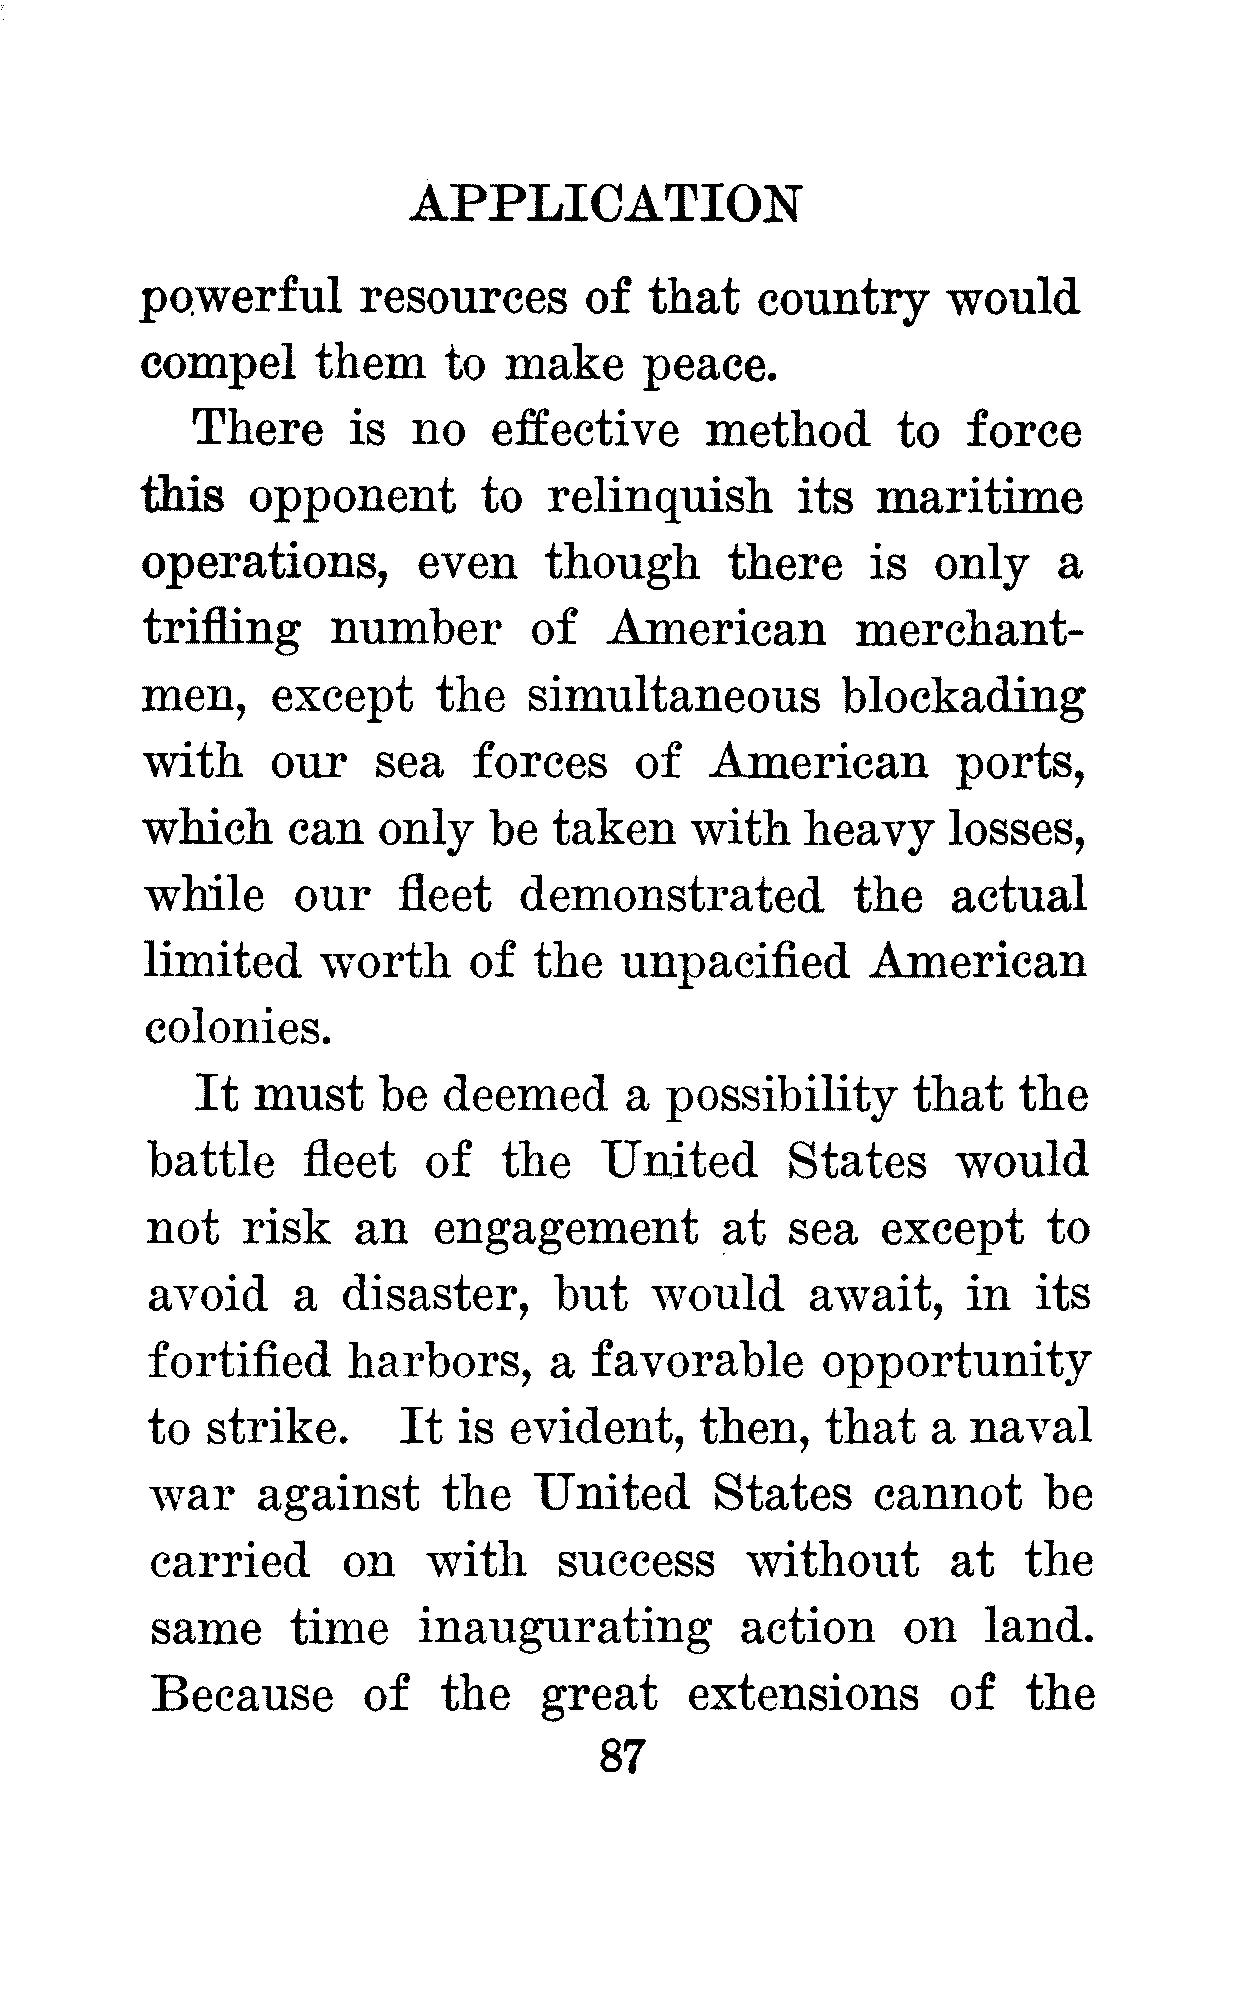 APPLICATION
powerful resources of that country would
compel them to make peace.
There is no effective method to force
this opponent to relinquish its maritime
operations, even though there is only a
trifling number of American merchant-
men, except the simultaneous blockading
with our sea forces of American ports,
which can only be taken with heavy losses,
while our fleet demonstrated the actual
limited worth of the unpacified American
colonies.
It must be deemed a possibility that the
battle fleet of the United States would
not risk an engagement at sea except to
avoid a disaster, but would await, in its
fortified harbors, a favorable opportunity
to strike. It is evident, then, that a naval
war against the United States cannot be
carried on with success without at the
same time inaugurating action on land.
Because of the great extensions of the
87